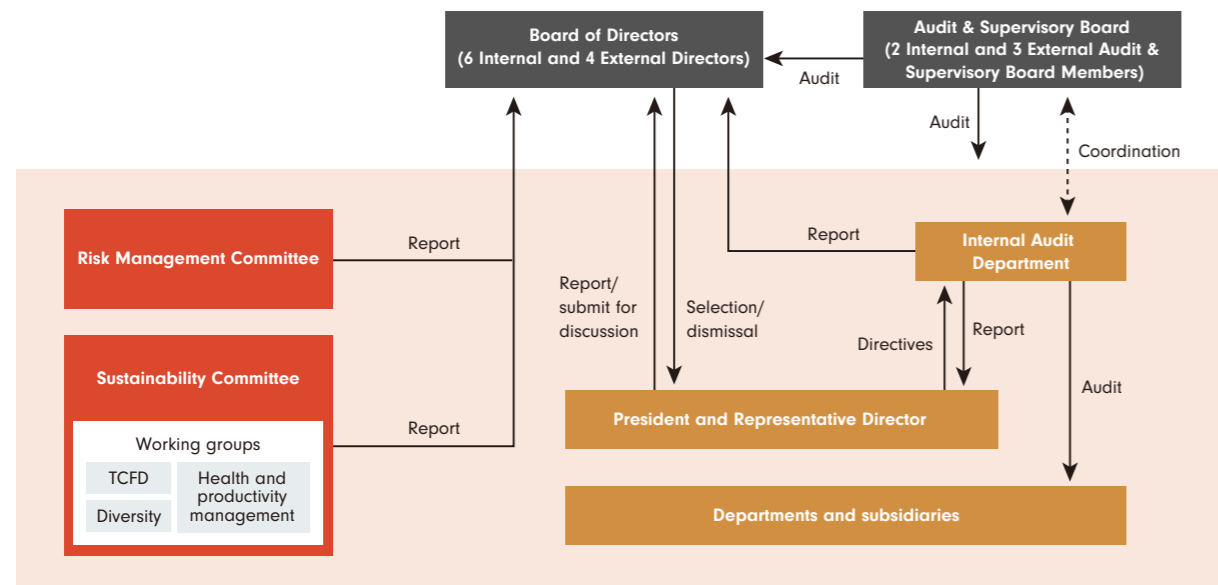 Board of Directors
(6 Internal and 4 External Directors)
Audit & Supervisory Board
(2 Internal and 3 External Audit &
Supervisory Board Members)
Audit
Audit
Coordination
Risk Management Committee
Report
Report
Internal Audit
Department
Report/
submit for
discussion
Selection/
dismissal
Directives
Report
Sustainability Committee
Audit
President and Representative Director
Report
Working groups
TCFD
Diversity
Health and
productivity
management
Departments and subsidiaries